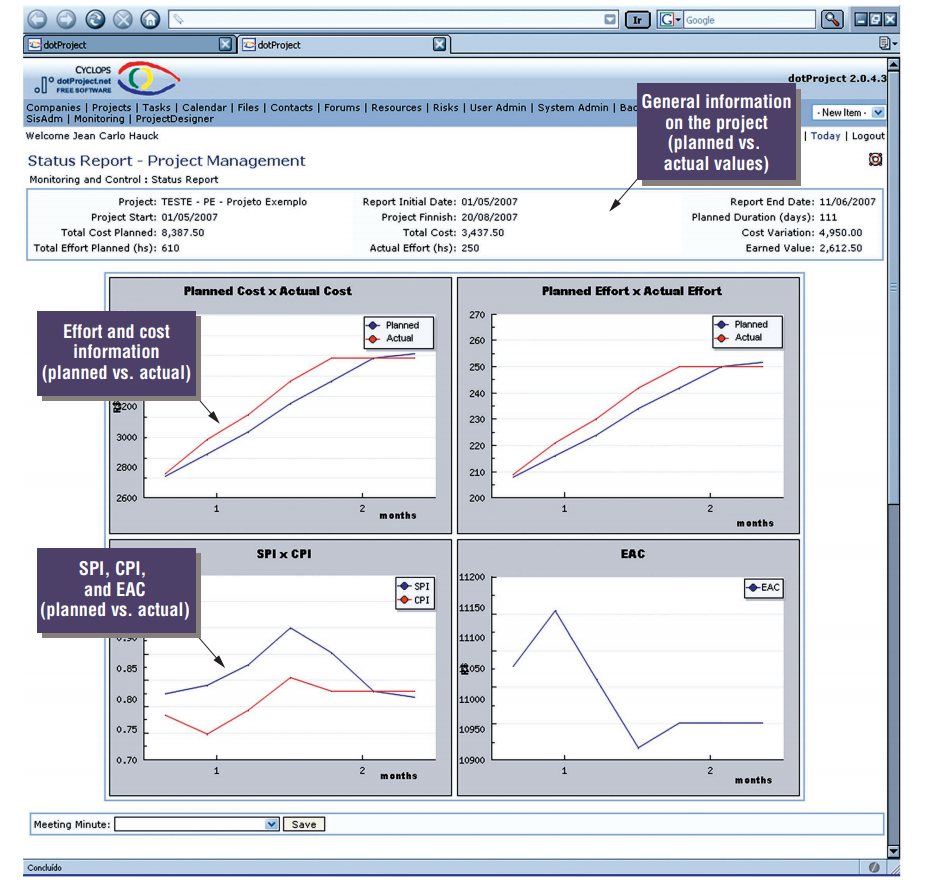 Ir
G
Google
dotProject
dotProject
CYCLOPS
dotProject.net
FREE SOFTWARE
dotProject 2.0.4.3
Companies | Projects | Tasks | Calendar | Files | Contacts | Forums | Resources | Risks | User Admin | System Admin |
SisAdm | Monitoring | ProjectDesigner
- New Item -
Welcome Jean Carlo Hauck
| Today | Logout
General information
on the project
(planned vs.
actual values)
Status Report - Project Management
Monitoring and Control : Status Report
Project: TESTE - PE - Projeto Exemplo
Report Initial Date: 01/05/2007
Report End Date: 11/06/2007
Project Start: 01/05/2007
Project Finnish: 20/08/2007
Planned Duration (days): 111
Total Cost Planned: 8,387.50
Total Cost: 3,437.50
Cost Variation: 4,950.00
Total Effort Planned (hs): 610
Actual Effort (hs): 250
Earned Value: 2,612.50
Planned Cost x Actual Cost
Planned
Actual
Effort and cost
information
(planned vs. actual)
R$
3000
2800
2600
1
2
months
Planned Effort x Actual Effort
Planned
Actual
270
260
250
240
230
220
210
200
1
2
months
SPI x CPI
SPI
CPI
SPI, CPI,
and EAC
(planned vs. actual)
0.90
0.85
0.80
0.75
0.70
1
2
months
EAC
EAC
11200
11150
11100
11050
R$
11000
10950
10900
1
2
months
Meeting Minute:
Save
Concluído